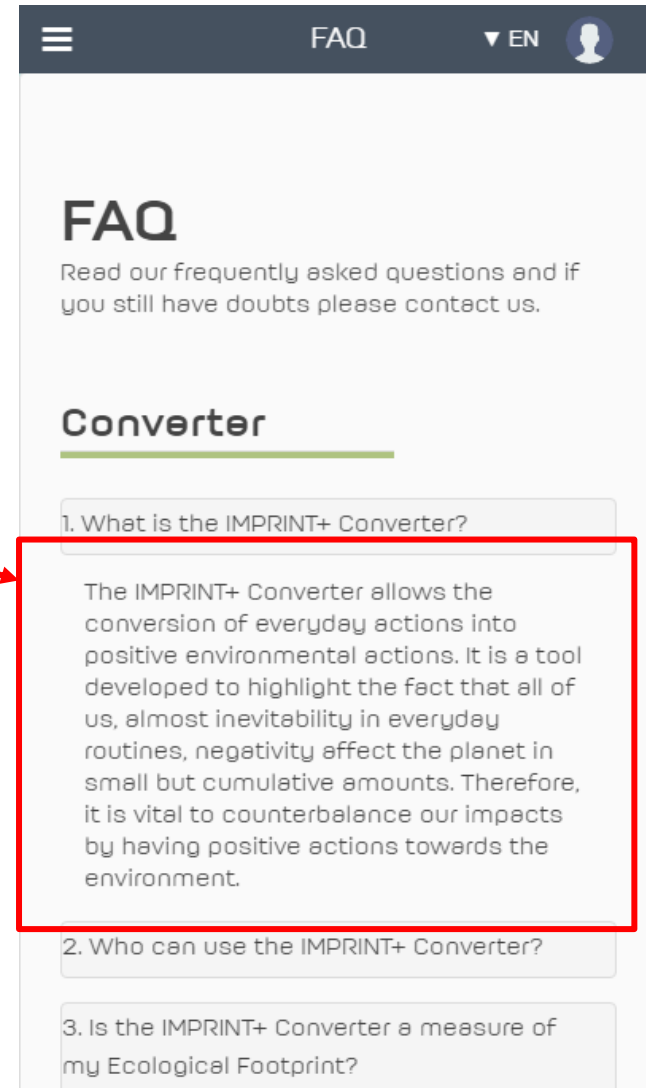 FAQ
▼ EN
FAQ
Read our frequently asked questions and if
you still have doubts please contact us.
Converter
1. What is the IMPRINT+ Converter?
The IMPRINT+ Converter allows the
conversion of everyday actions into
positive environmental actions. It is a tool
developed to highlight the fact that all of
us, almost inevitability in everyday
routines, negativity affect the planet in
small but cumulative amounts. Therefore,
it is vital to counterbalance our impacts
by having positive actions towards the
environment.
2. Who can use the IMPRINT+ Converter?
3. Is the IMPRINT+ Converter a measure of
my Ecological Footprint?